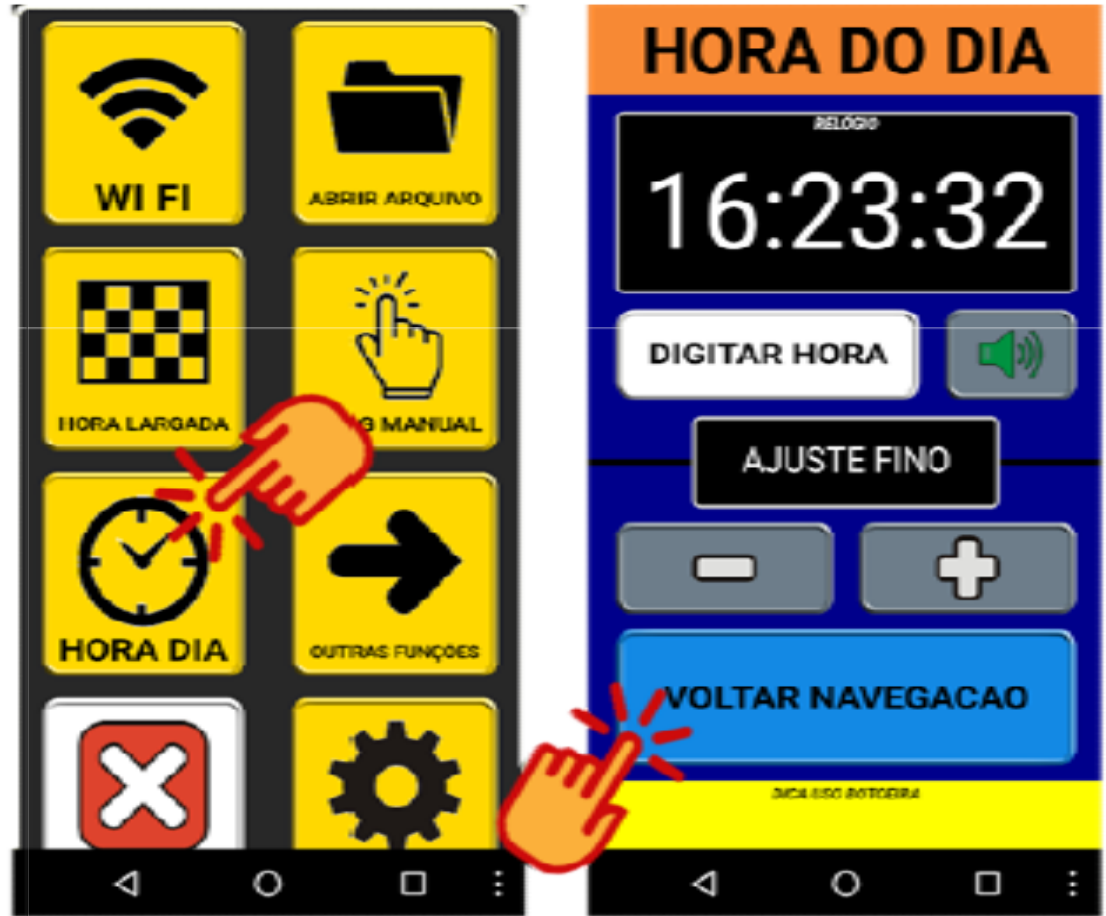 WI FI
ABRIR ARQUIVO
HORA LARGADA
G MANUAL
HORA DIA
OUTRAS FUNÇÕES
HORA DO DIA
RELOGIO
16:23:32
DIGITAR HORA
AJUSTE FINO
VOLTAR NAVEGACAO
DICA USO BOTOEIRA